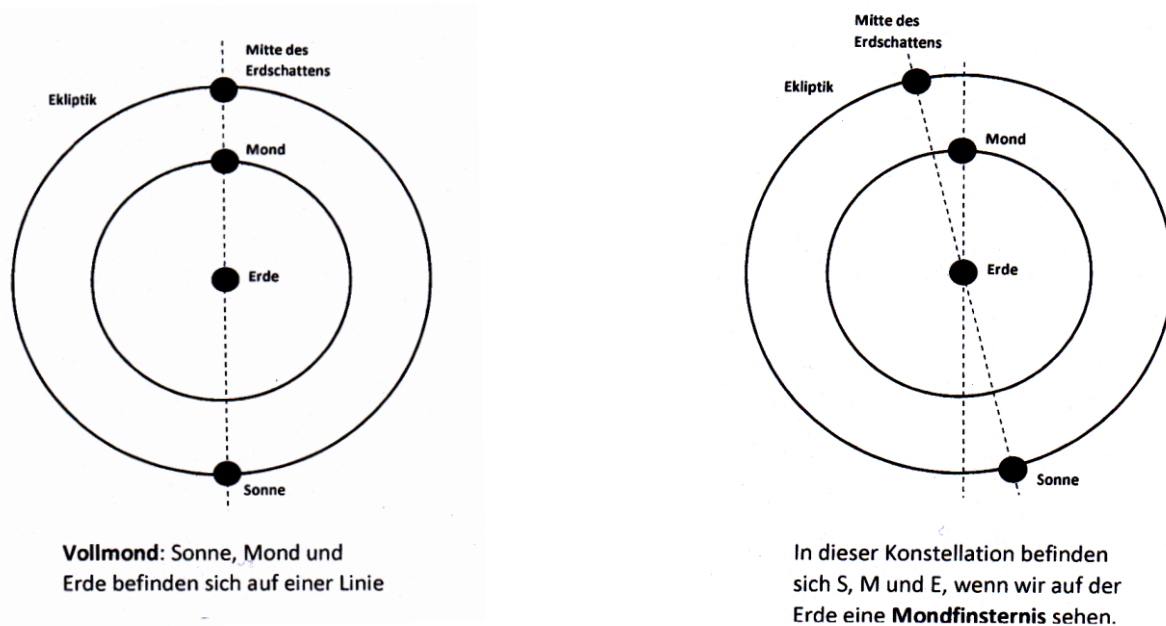 Mitte des
Erdschattens
Ekliptik
Mond
Erde
Sonne
Vollmond: Sonne, Mond und
Erde befinden sich auf einer Linie
Mitte des
Erdschattens
Ekliptik
Mond
Erde
Sonne
In dieser Konstellation befinden
sich S, M und E, wenn wir auf der
Erde eine Mondfinsternis sehen.